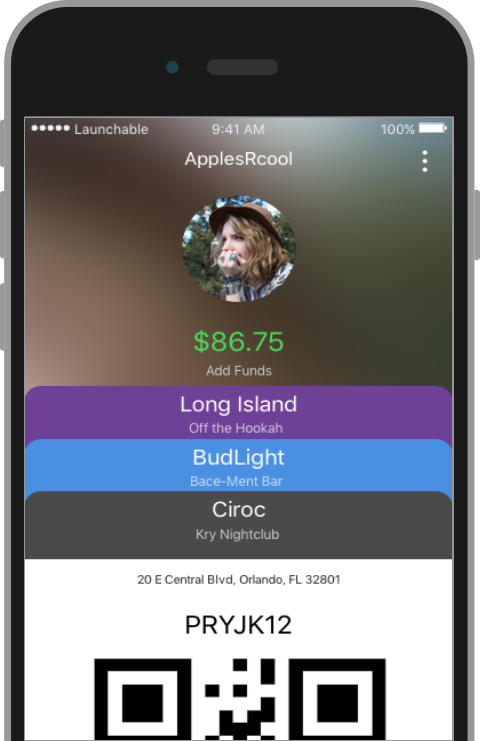 Launchable 9:41 AM 100%
ApplesRcool
$86.75
Add Funds
Long Island
Off the Hookah
BudLight
Bace-Ment Bar
Ciroc
Kry Nightclub
20 E Central Blvd, Orlando, FL 32801
PRYJK12